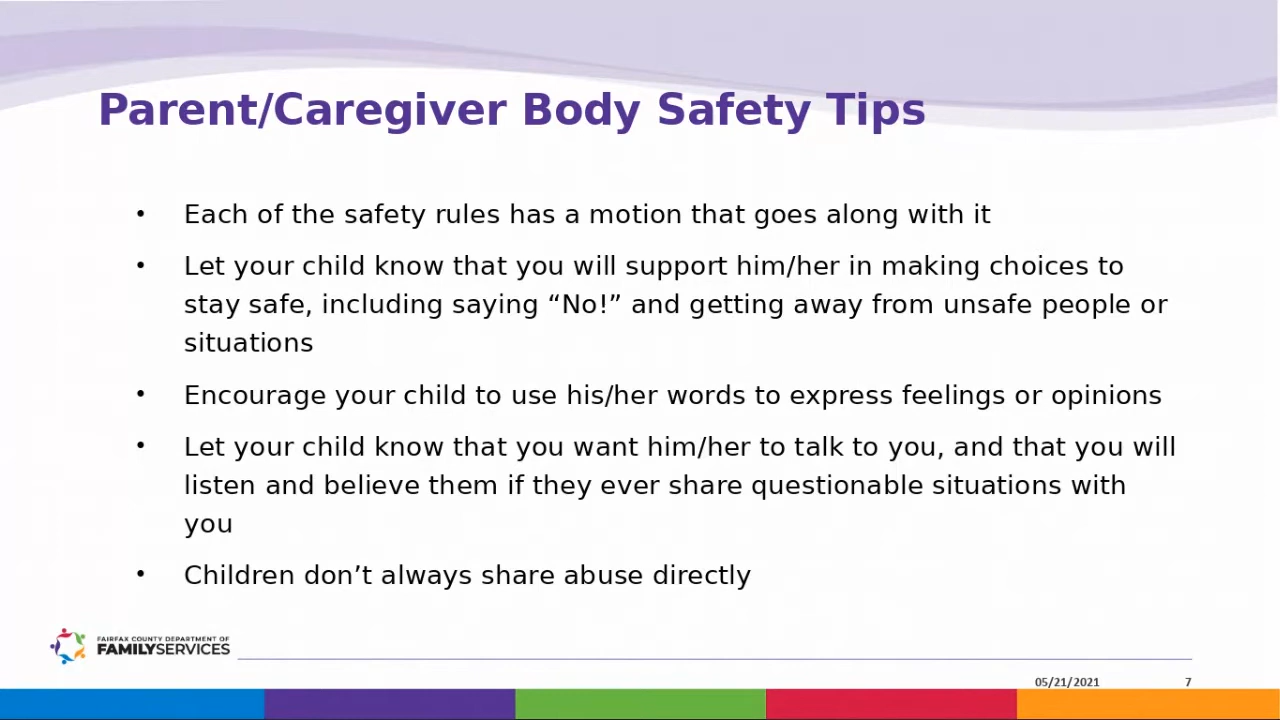 Parent/Caregiver Body Safety Tips
• Each of the safety rules has a motion that goes along with it
• Let your child know that you will support him/her in making choices to
stay safe, including saying “No!” and getting away from unsafe people or
situations
• Encourage your child to use his/her words to express feelings or opinions
• Let your child know that you want him/her to talk to you, and that you will
listen and believe them if they ever share questionable situations with
you
• Children don’t always share abuse directly
FAIRFAX COUNTY DEPARTMENT OF
FAMILYSERVICES
05/21/2021 7